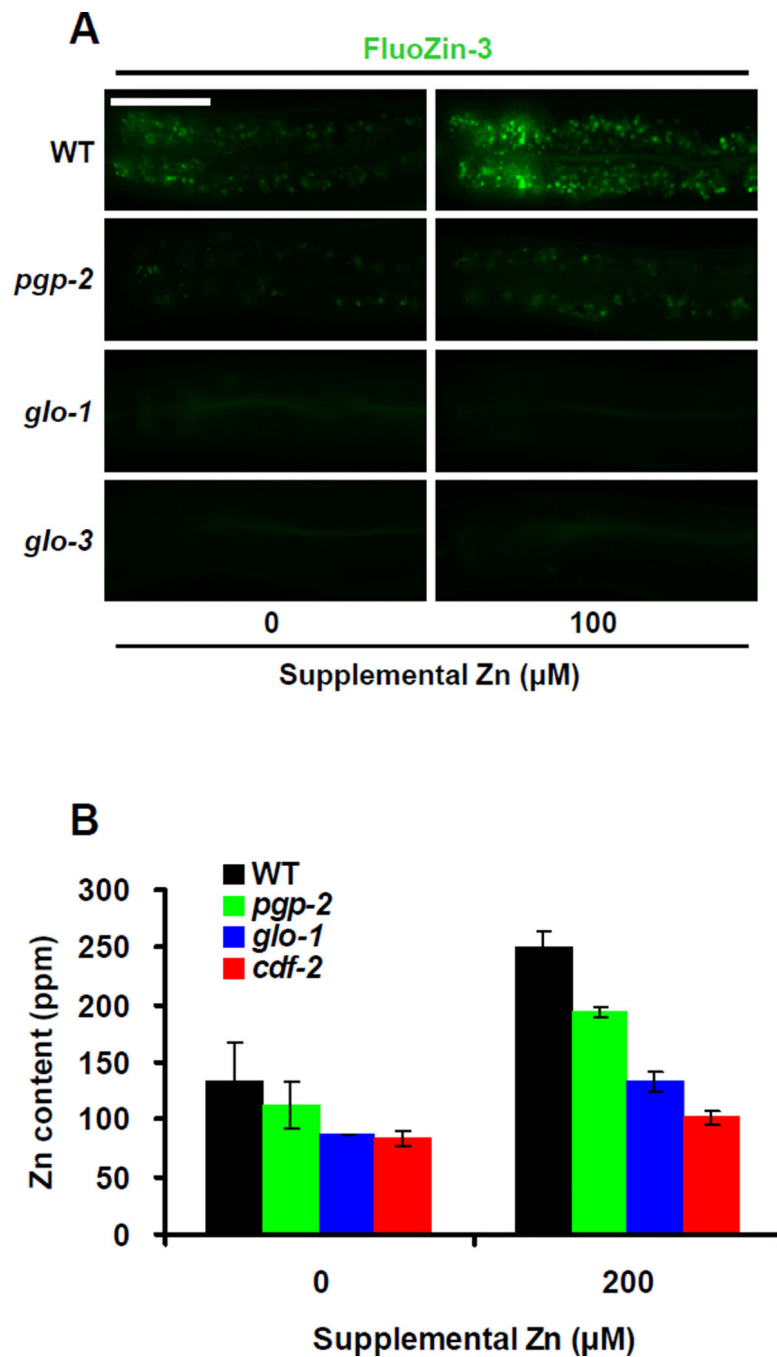 A
FluoZin-3
WT
pgp-2
glo-1
glo-3
0 100
Supplemental Zn (µM)
B
WT
pgp-2
glo-1
cdf-2
300
250
200
150
100
50
0
Zn content (ppm)
0 200
Supplemental Zn (µM)